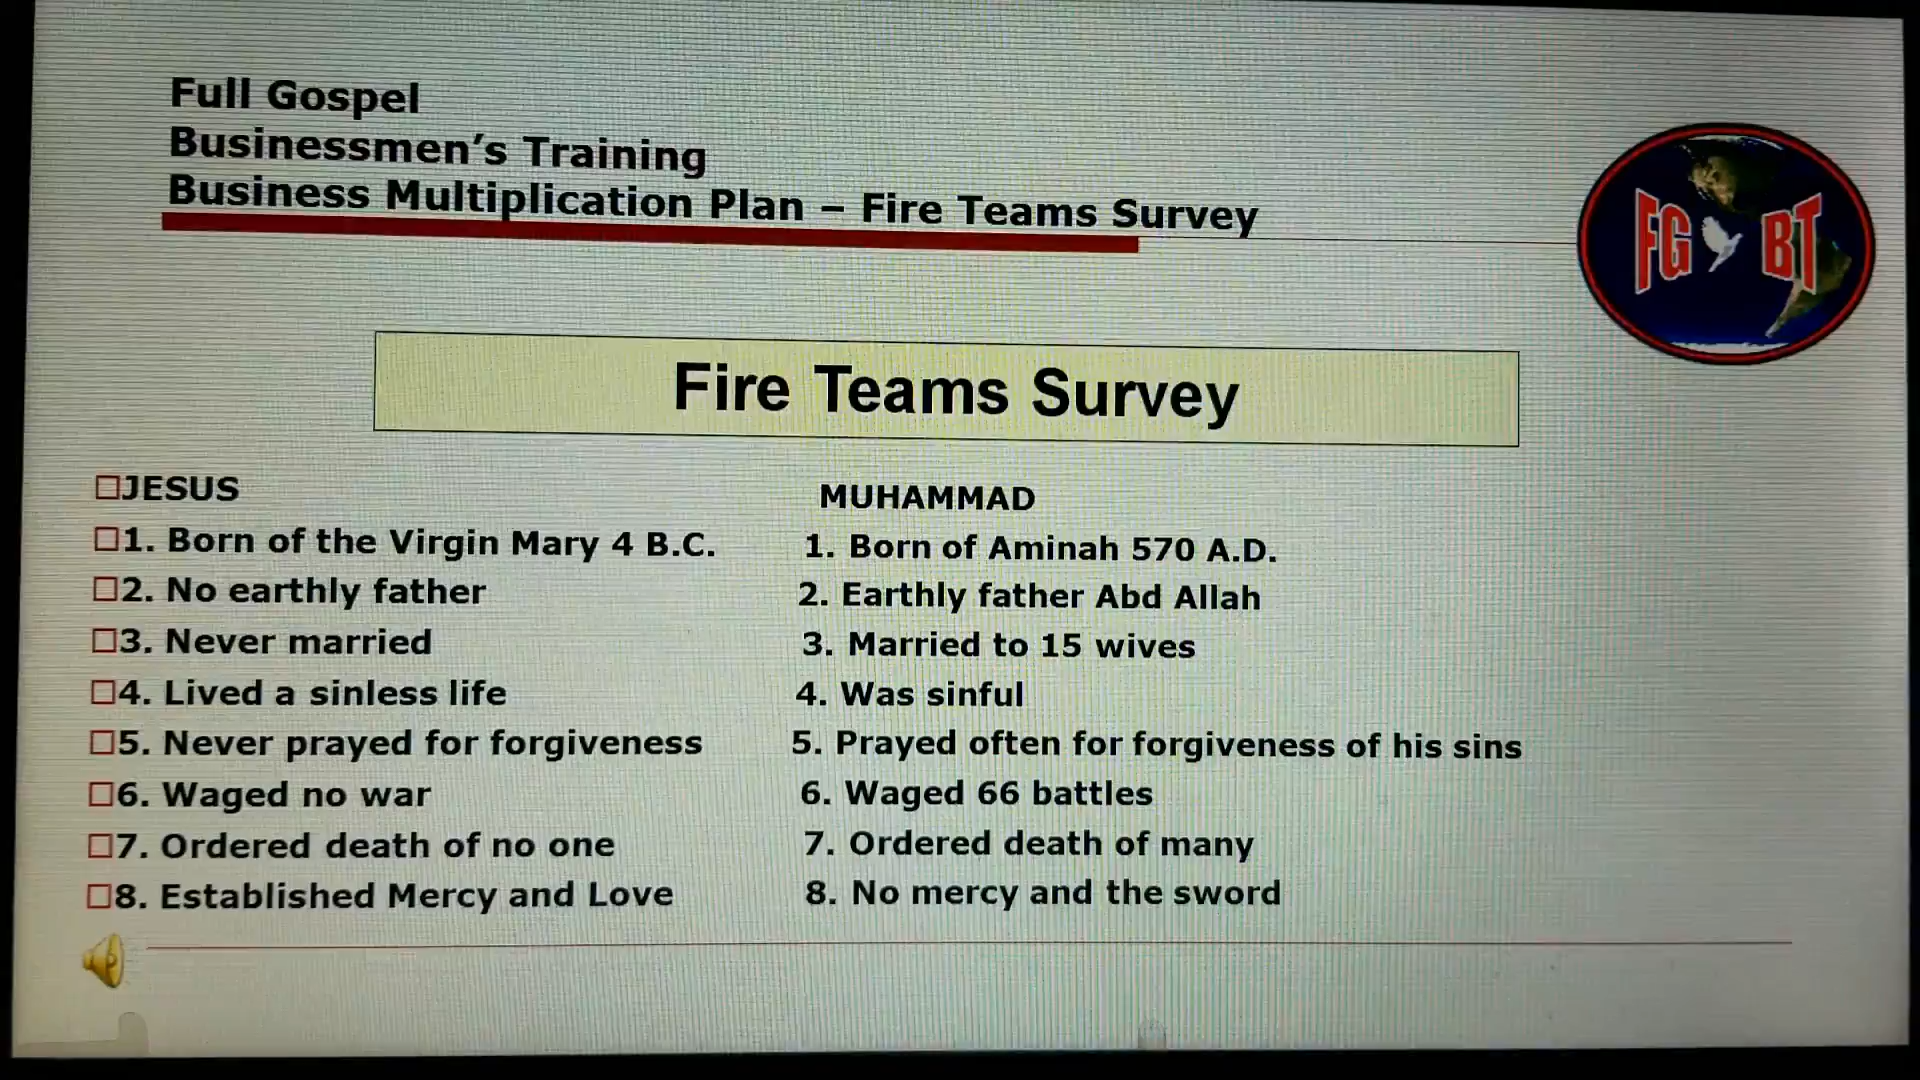 Full Gospel
Businessmen's Training
Business Multiplication Plan – Fire Teams Survey
FG BT
Fire Teams Survey
JESUS
1. Born of the Virgin Mary 4 B.C.
2. No earthly father
3. Never married
4. Lived a sinless life
5. Never prayed for forgiveness
6. Waged no war
7. Ordered death of no one
8. Established Mercy and Love
MUHAMMAD
1. Born of Aminah 570 A.D.
2. Earthly father Abd Allah
3. Married to 15 wives
4. Was sinful
5. Prayed often for forgiveness of his sins
6. Waged 66 battles
7. Ordered death of many
8. No mercy and the sword